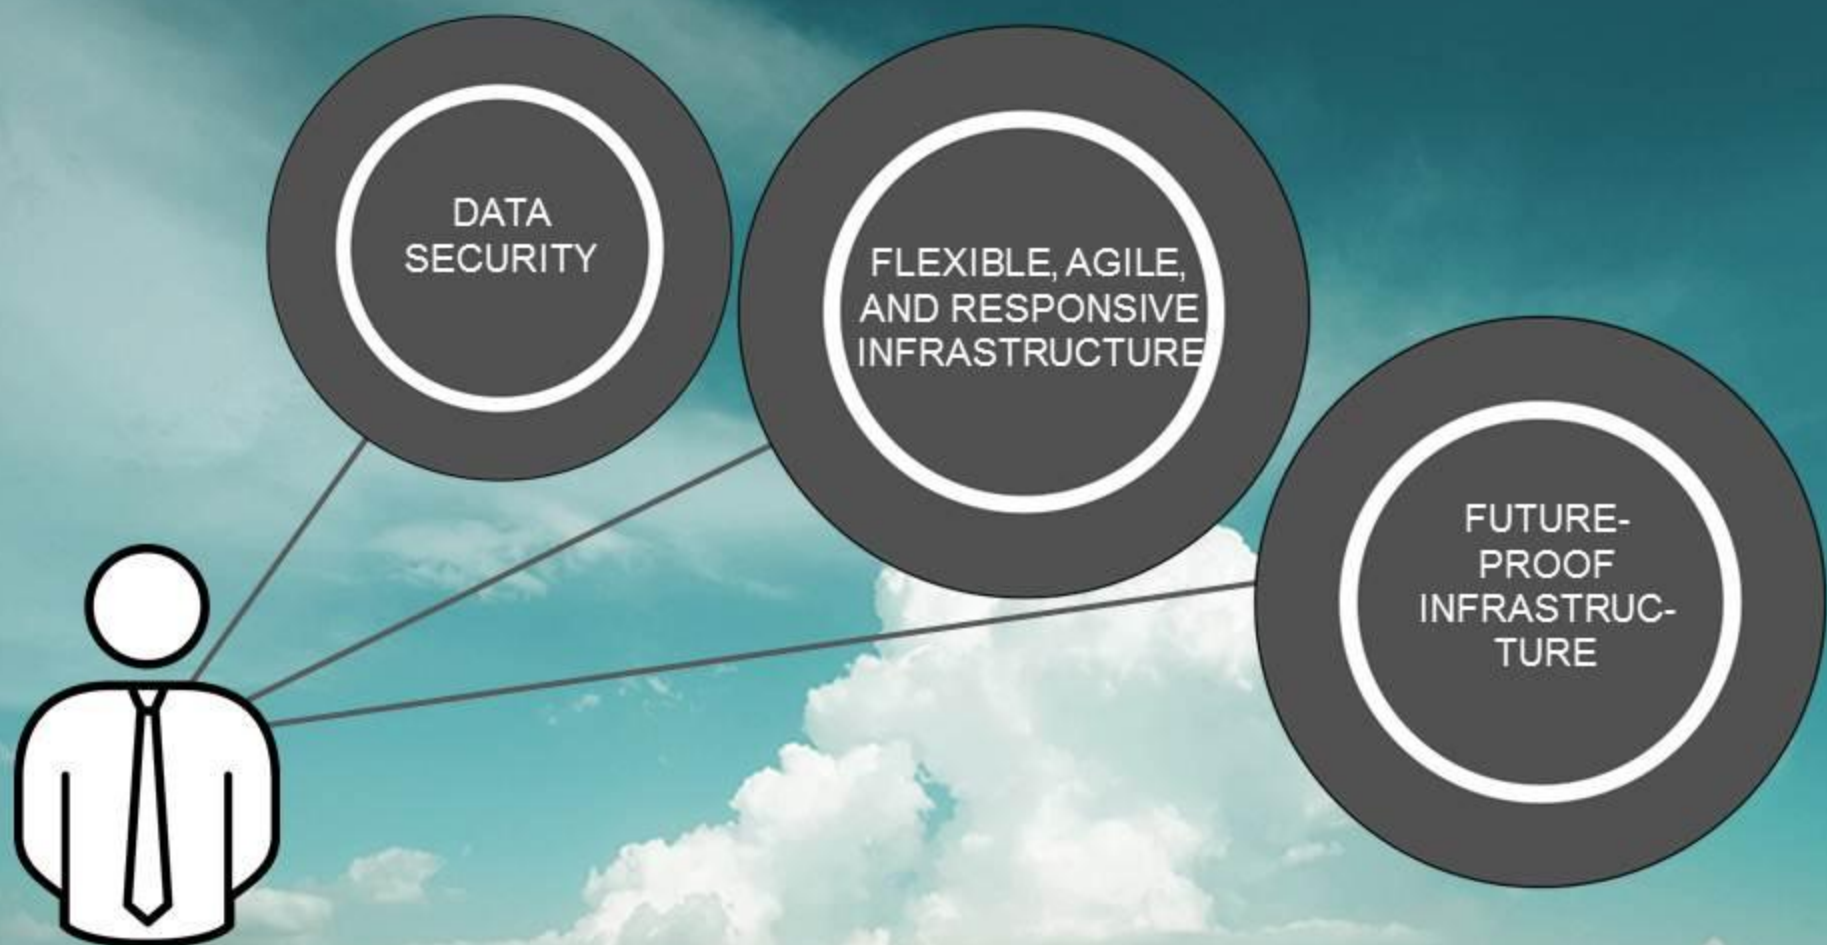 DATA
SECURITY
FLEXIBLE, AGILE,
AND RESPONSIVE
INFRASTRUCTURE
FUTURE-
PROOF
INFRASTRUC-
TURE